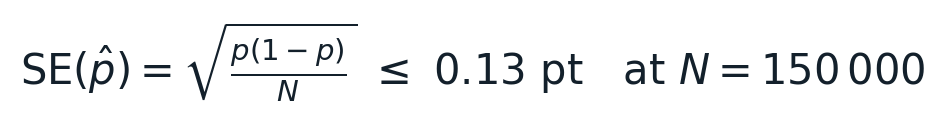 SE(p̂) = √(p(1 − p)/N) ≤ 0.13 pt at N = 150 000